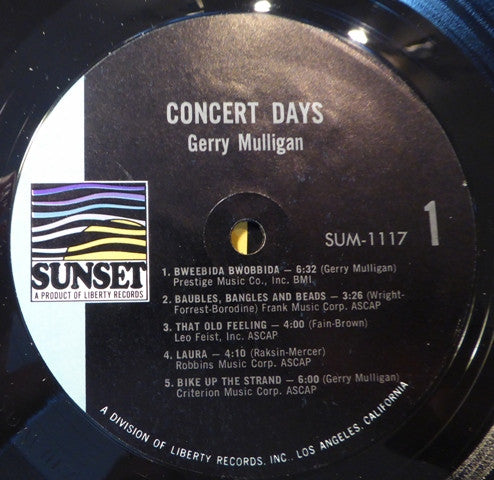 CONCERT DAYS
Gerry Mulligan
SUM-1117 1
SUNSET
A PRODUCT OF LIBERTY RECORDS
1. BWEEBIDA BWOBBIDA — 6:32 (Gerry Mulligan)
Prestige Music Co., Inc. BMI
2. BAUBLES, BANGLES AND BEADS — 3:26 (Wright-
Forrest-Borodine) Frank Music Corp. ASCAP
3. THAT OLD FEELING — 4:00 (Fain-Brown)
Leo Feist, Inc. ASCAP
4. LAURA — 4:10 (Raksin-Mercer)
Robbins Music Corp. ASCAP
5. BIKE UP THE STRAND — 6:00 (Gerry Mulligan)
Criterion Music Corp. ASCAP
A DIVISION OF LIBERTY RECORDS, INC., LOS ANGELES, CALIFORNIA